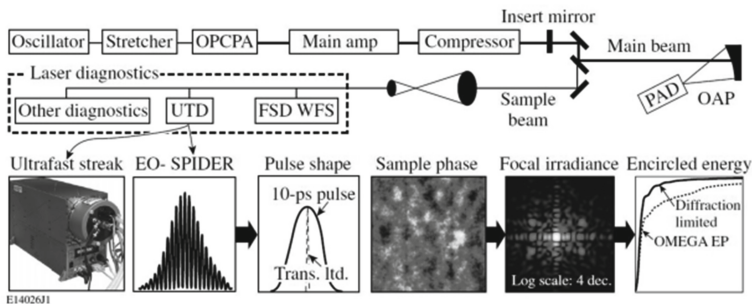 Insert mirror
Oscillator Stretcher OPCPA Main amp Compressor
Main beam
Laser diagnostics
PAD OAP
Other diagnostics UTD FSD WFS
Sample
beam
Ultrafast streak EO- SPIDER Pulse shape Sample phase Focal irradiance Encircled energy
10-ps pulse
Trans. ltd.
Log scale: 4 dec.
Diffraction
limited
OMEGA EP
E14026J1